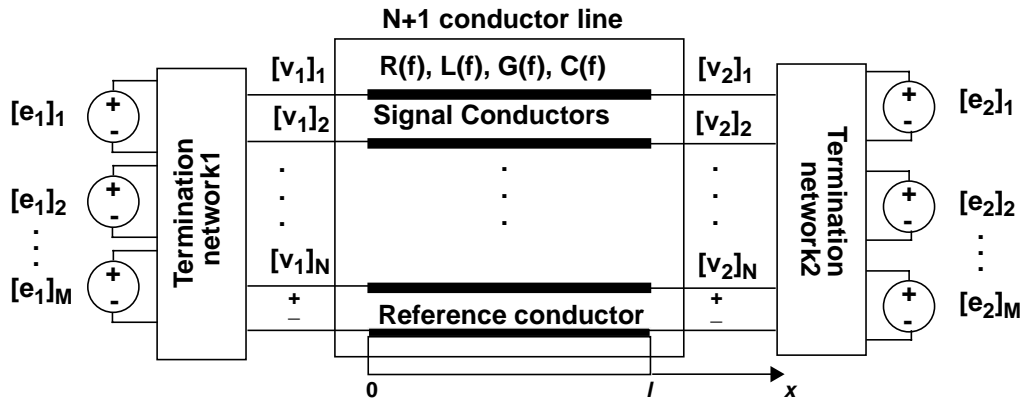 N+1 conductor line
R(f), L(f), G(f), C(f)
[v1]1
[v2]1
Signal Conductors
[v1]2
[v2]2
[e1]1
+
-
[e2]1
+
-
Termination
network1
Termination
network2
[e1]2
+
-
[e2]2
+
-
. . .
. . .
. . .
. . .
. . .
[v1]N
[v2]N
[e1]M
+
-
[e2]M
+
-
+
–
+
–
Reference conductor
0
l
x